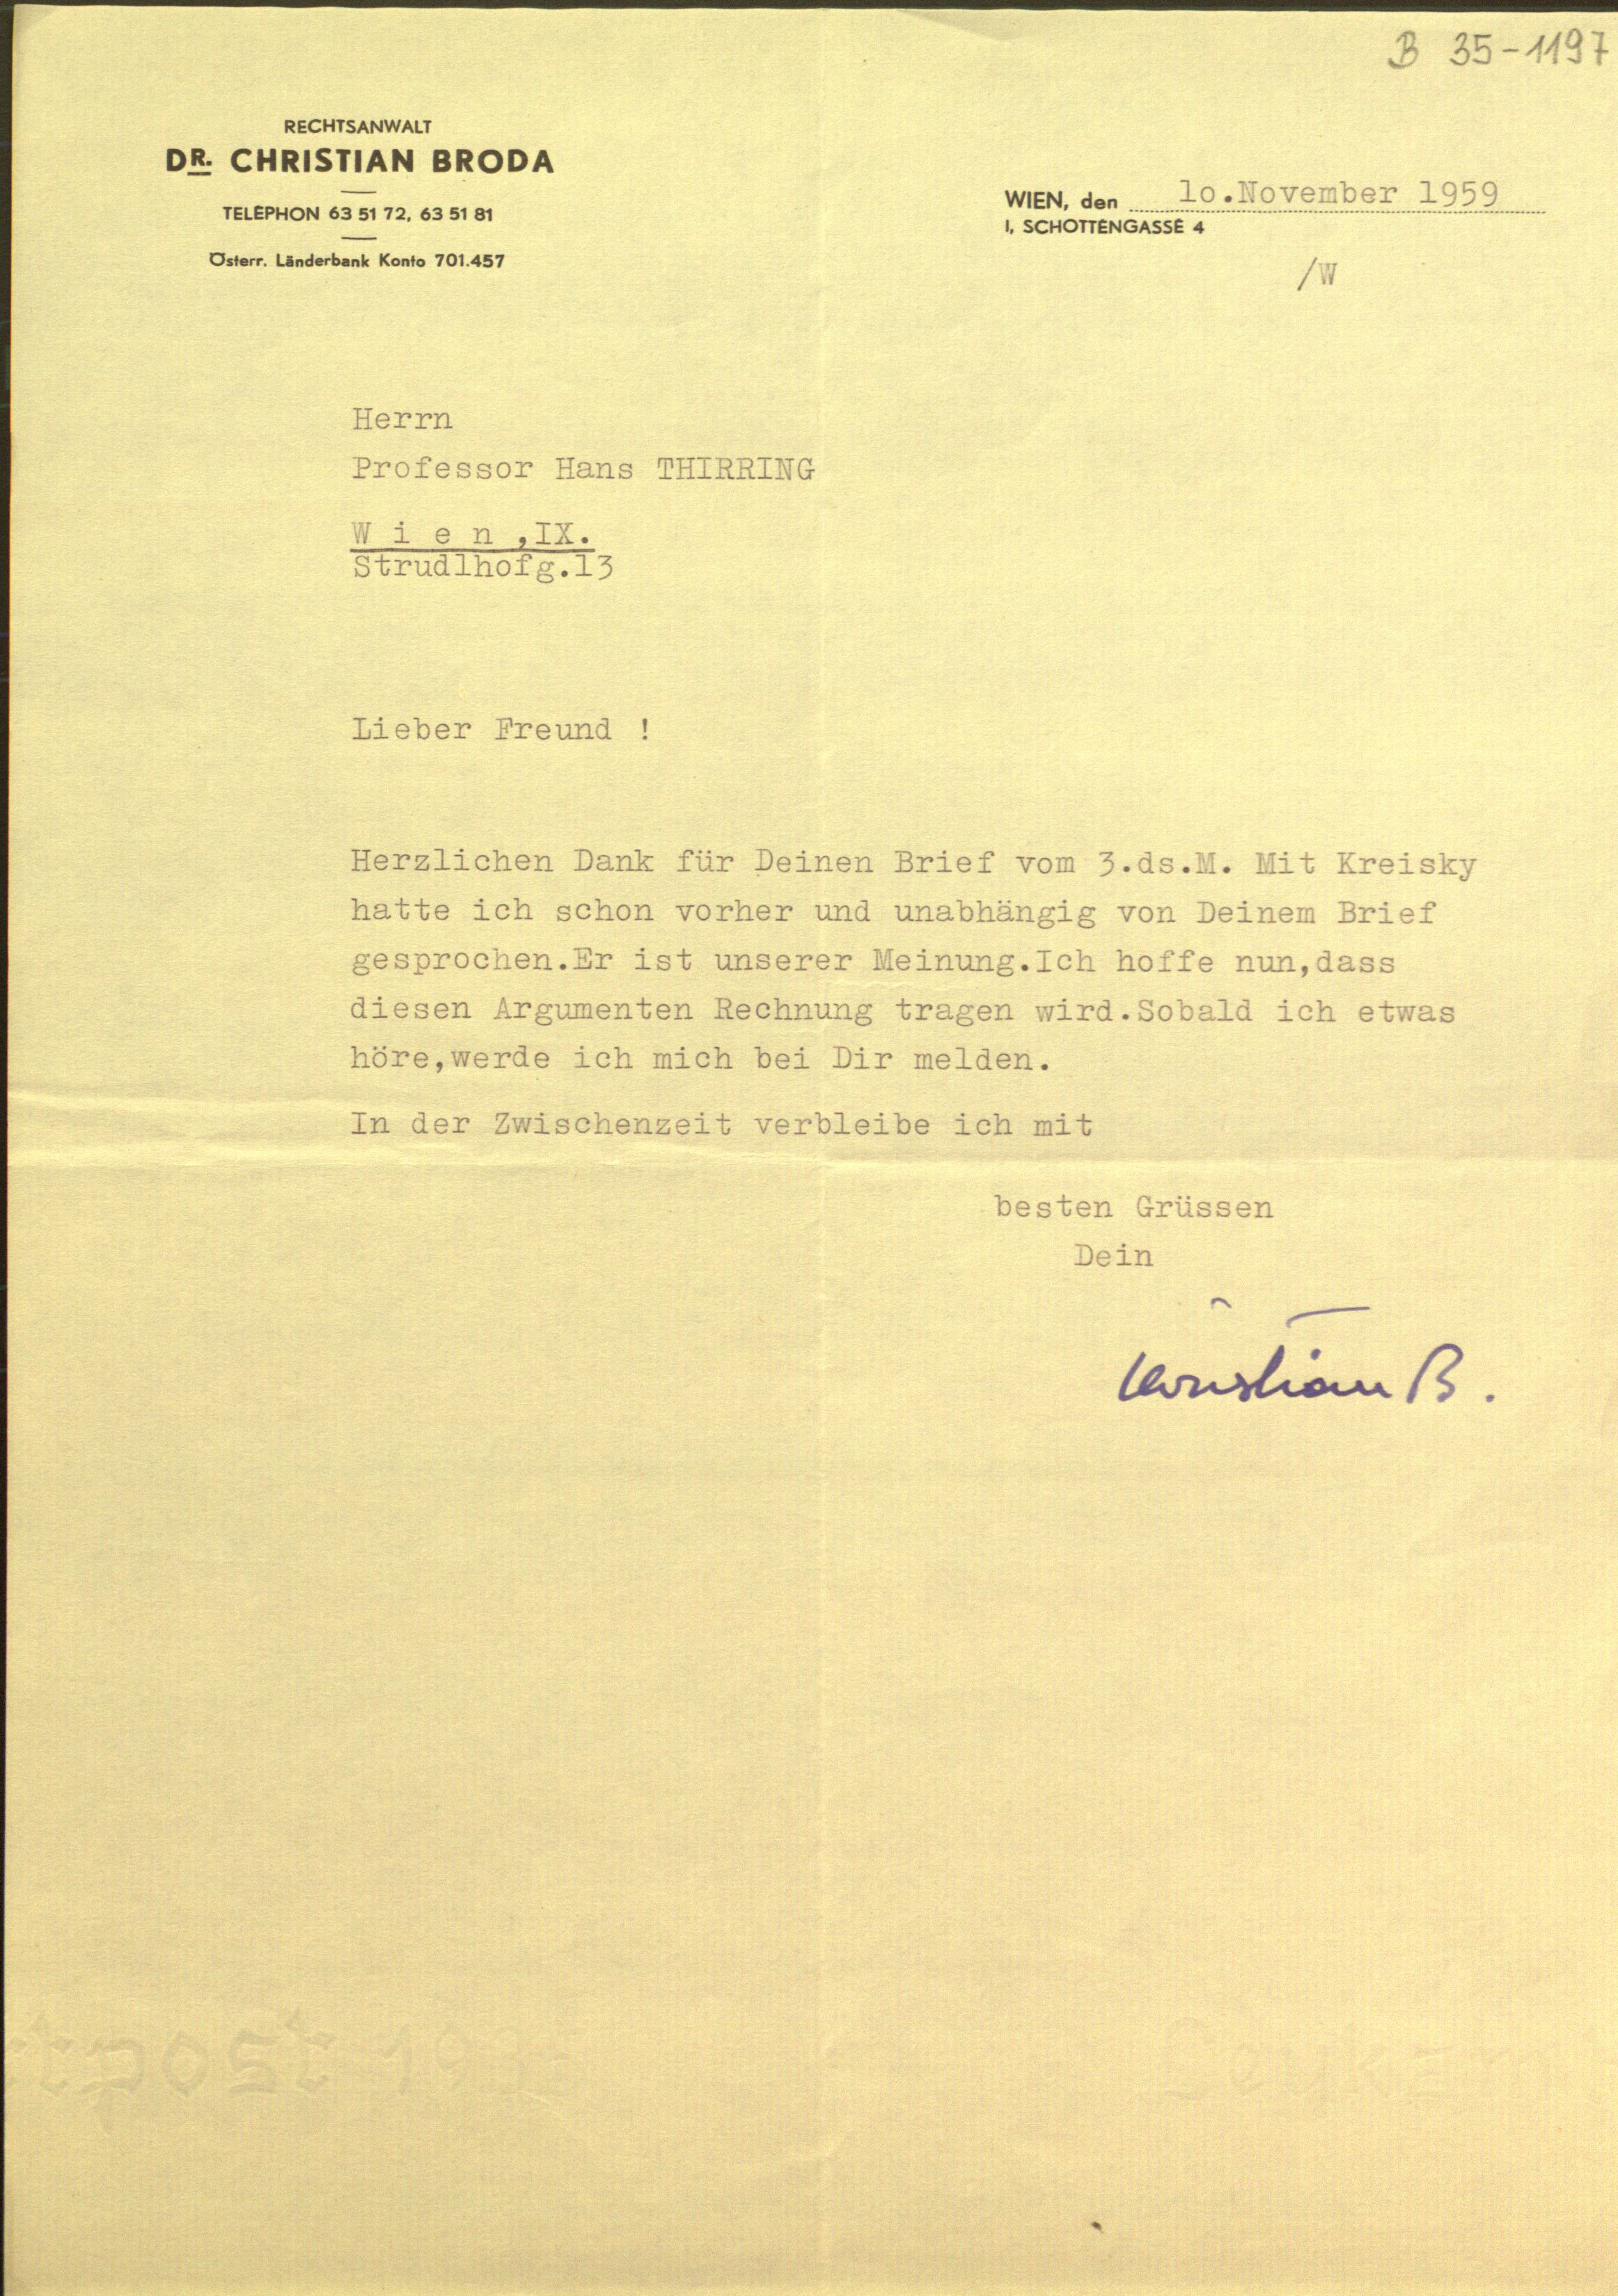 B 35-1197
RECHTSANWALT
DR. CHRISTIAN BRODA
TELEPHON 63 51 72, 63 51 81
Österr. Länderbank Konto 701.457
WIEN, den lo.November 1959
I, SCHOTTENGASSE 4
/W
Herrn
Professor Hans THIRRING
W i e n ,IX.
Strudlhofg.13
Lieber Freund !
Herzlichen Dank für Deinen Brief vom 3.ds.M. Mit Kreisky
hatte ich schon vorher und unabhängig von Deinem Brief
gesprochen.Er ist unserer Meinung.Ich hoffe nun,dass
diesen Argumenten Rechnung tragen wird.Sobald ich etwas
höre,werde ich mich bei Dir melden.
In der Zwischenzeit verbleibe ich mit
besten Grüssen
Dein
Christian B.